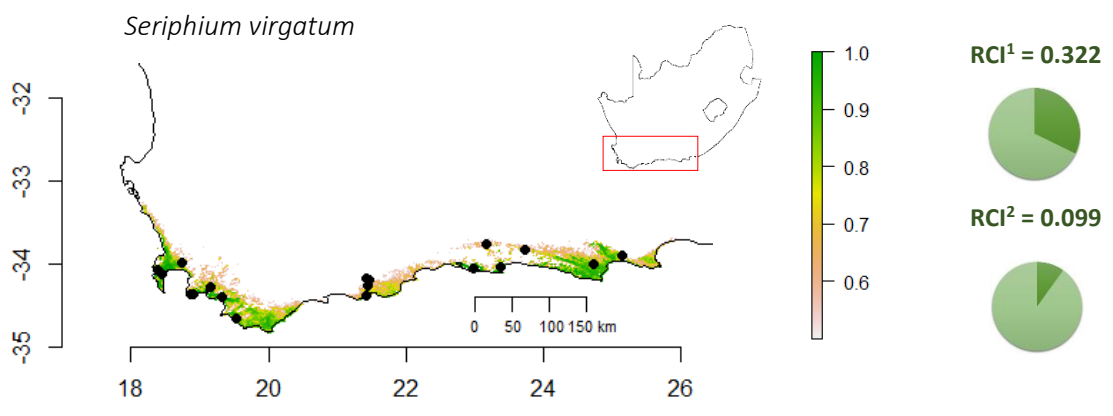 Seriphium virgatum
-32
-33
-34
-35
18 20 22 24 26
0 50 100 150 km
1.0
0.9
0.8
0.7
0.6
RCI¹ = 0.322
RCI² = 0.099